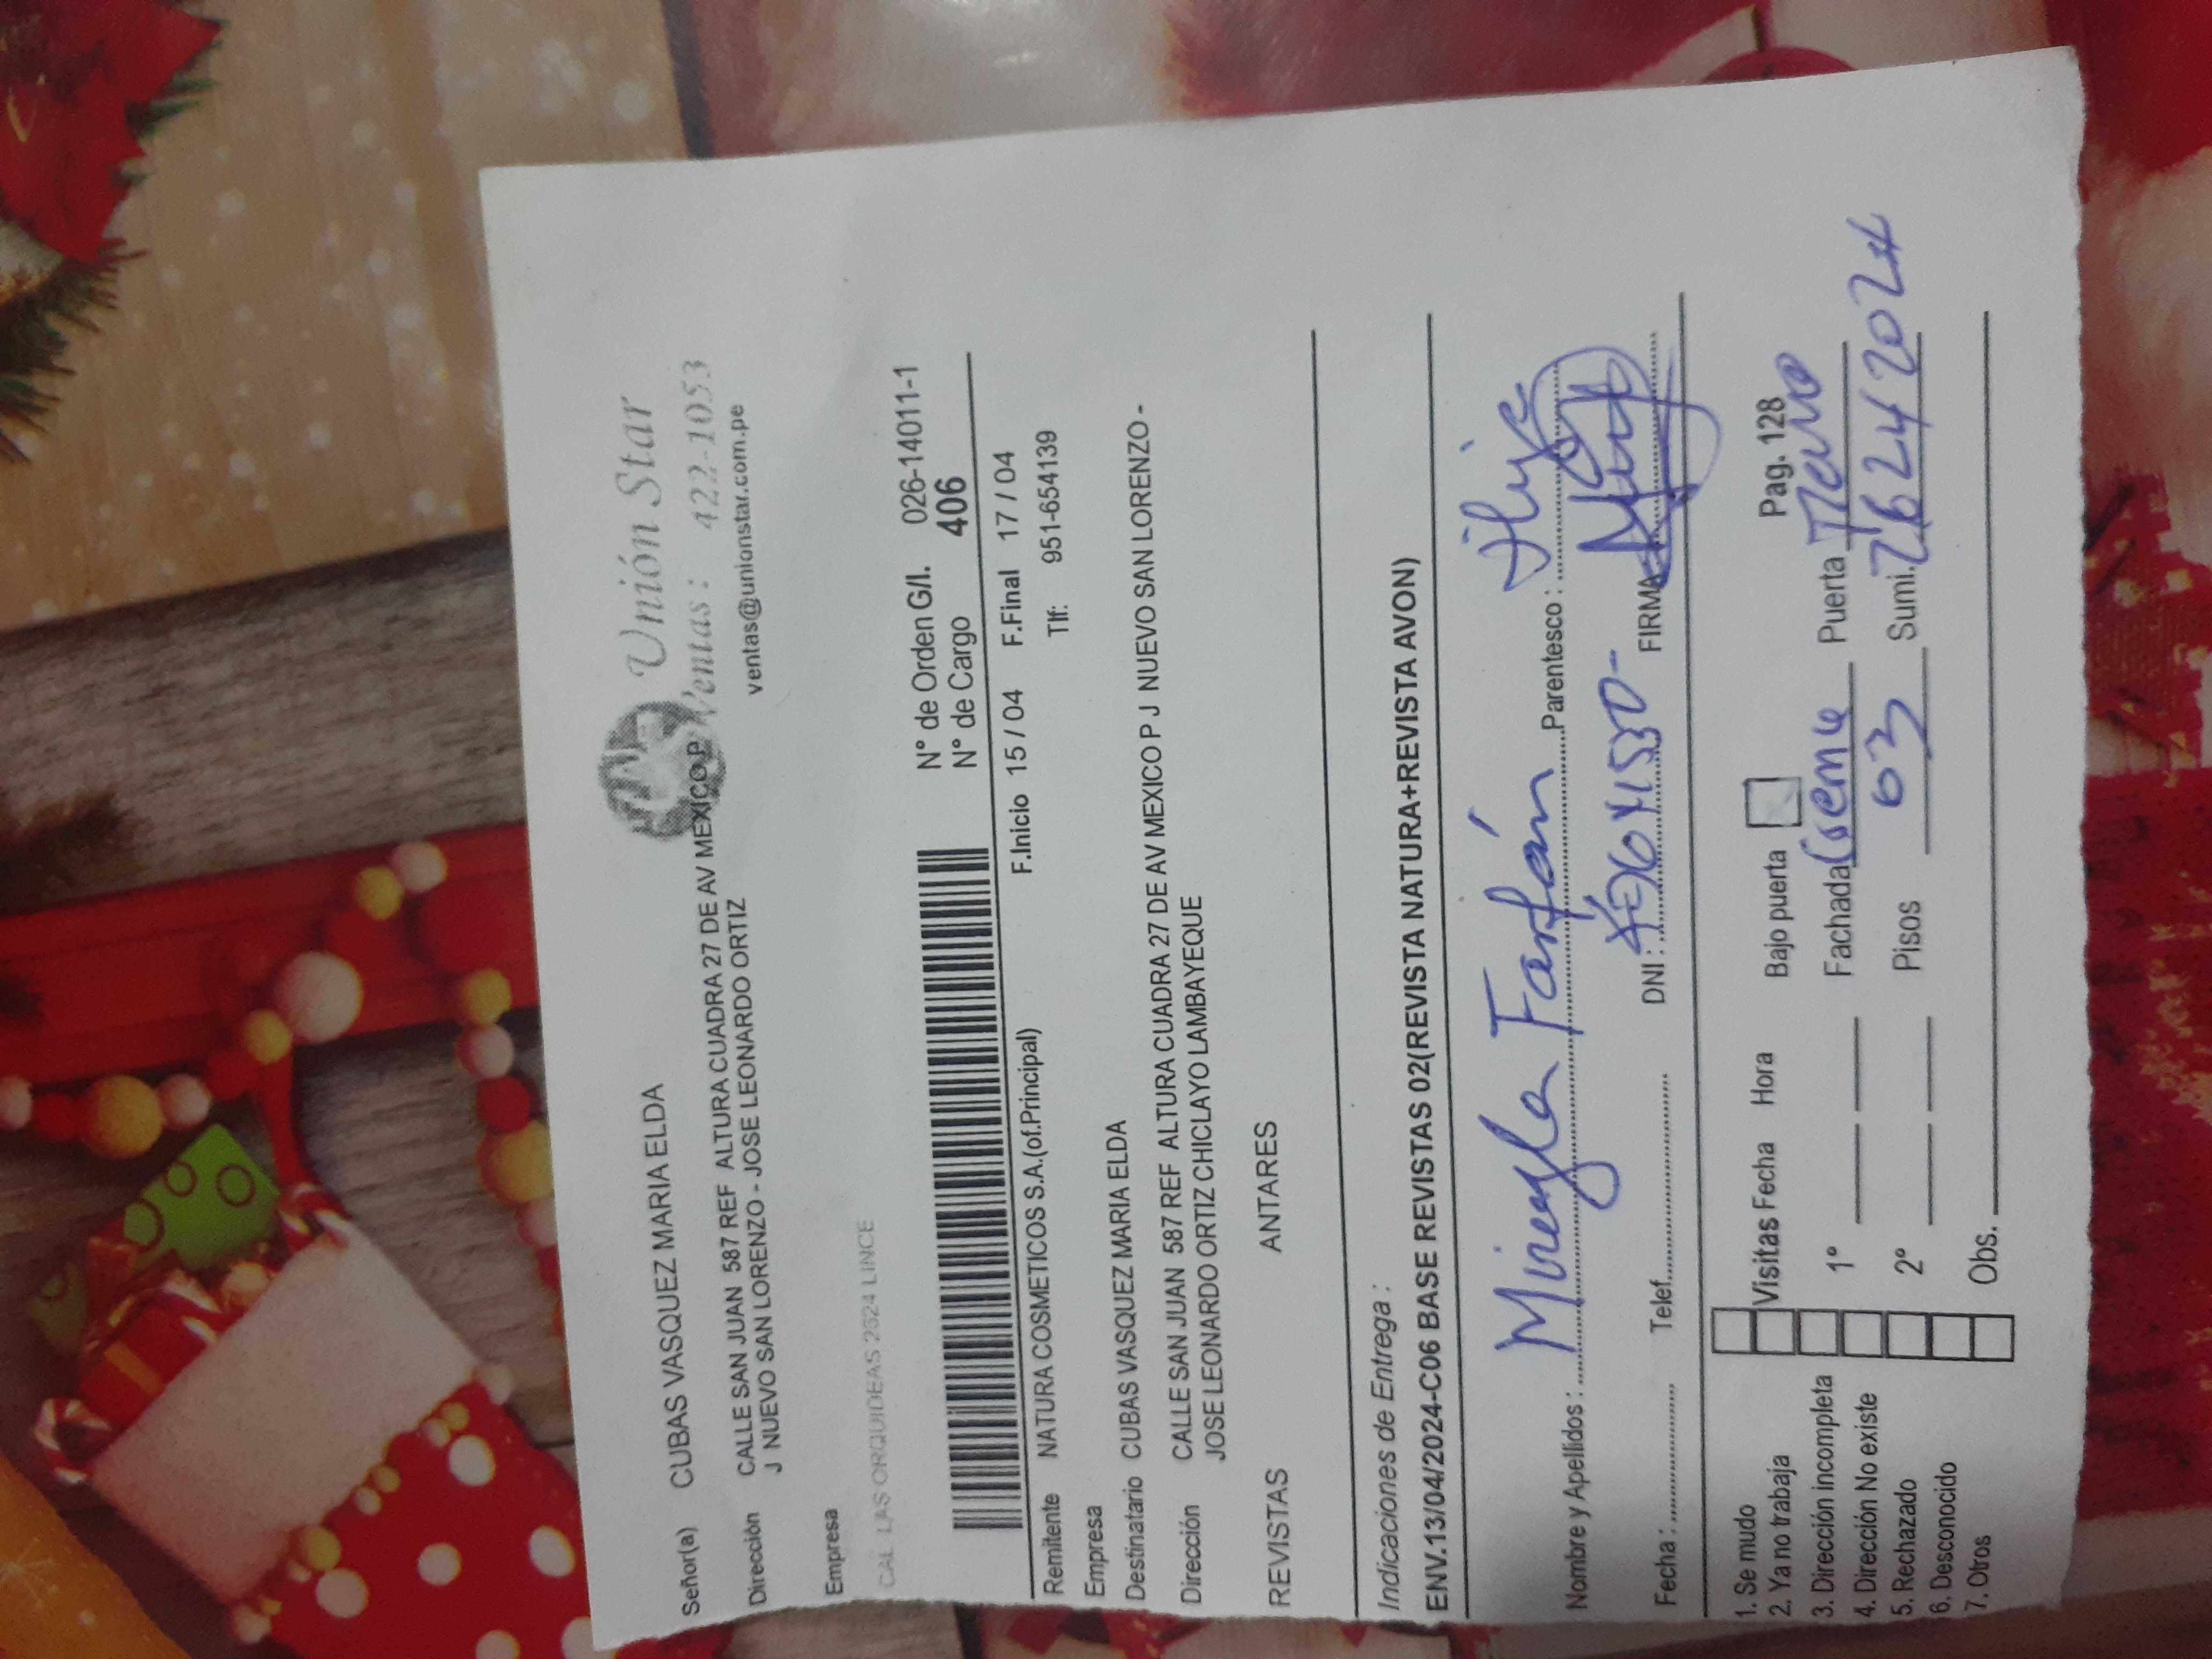 Unión Star
Ventas: 422-1053
ventas@unionstar.com.pe
Señor(a) CUBAS VASQUEZ MARIA ELDA
Dirección CALLE SAN JUAN 587 REF ALTURA CUADRA 27 DE AV MEXICO P
J NUEVO SAN LORENZO - JOSE LEONARDO ORTIZ
Empresa
CAL LAS ORQUIDEAS 2624 LINCE
N° de Orden G/I. 026-14011-1
N° de Cargo 406
F.Inicio 15 / 04 F.Final 17 / 04
Remitente NATURA COSMETICOS S.A.(of.Principal) Tlf: 951-654139
Empresa
Destinatario CUBAS VASQUEZ MARIA ELDA
Dirección CALLE SAN JUAN 587 REF ALTURA CUADRA 27 DE AV MEXICO P J NUEVO SAN LORENZO -
JOSE LEONARDO ORTIZ CHICLAYO LAMBAYEQUE
REVISTAS ANTARES
Indicaciones de Entrega :
ENV.13/04/2024-C06 BASE REVISTAS 02(REVISTA NATURA+REVISTA AVON)
Nombre y Apellidos : Farfán Parentesco : Hija
Fecha : Telef. DNI : FIRMA
1. Se mudo
2. Ya no trabaja Visitas Fecha Hora Bajo puerta Pag. 128
3. Dirección incompleta 1° Fachada Puerta
4. Dirección No existe
5. Rechazado 2° Pisos 03 Sumi. 26242024
6. Desconocido
7. Otros Obs.